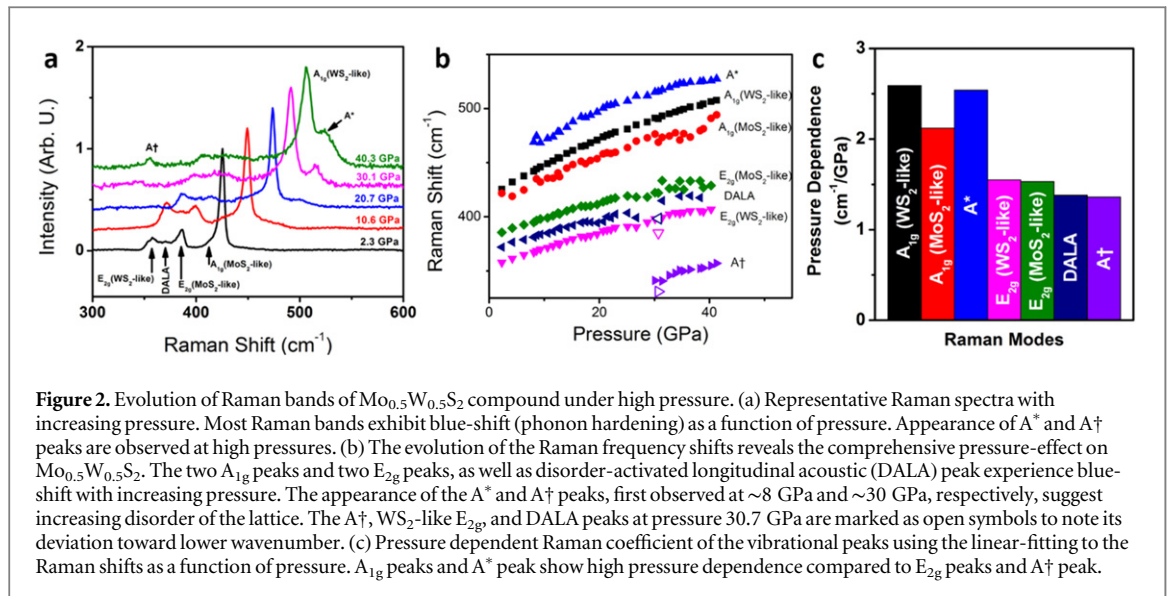 a
b
c
2
1
0
Intensity (Arb. U.)
A₁g(WS₂-like)
A*
A†
40.3 GPa
30.1 GPa
20.7 GPa
10.6 GPa
2.3 GPa
E₂g(WS₂-like)
DALA
E₂g(MoS₂-like)
A₁g(MoS₂-like)
300
400
500
600
Raman Shift (cm⁻¹)
Raman Shift (cm⁻¹)
500
400
A*
A₁g(WS₂-like)
A₁g(MoS₂-like)
E₂g(MoS₂-like)
DALA
E₂g(WS₂-like)
A†
0
20
40
Pressure (GPa)
Pressure Dependence
(cm⁻¹/GPa)
3
2
1
0
A₁g (WS₂-like)
A₁g (MoS₂-like)
A*
E₂g (WS₂-like)
E₂g (MoS₂-like)
DALA
A†
Raman Modes
Figure 2. Evolution of Raman bands of Mo₀.₅W₀.₅S₂ compound under high pressure. (a) Representative Raman spectra with
increasing pressure. Most Raman bands exhibit blue-shift (phonon hardening) as a function of pressure. Appearance of A* and A†
peaks are observed at high pressures. (b) The evolution of the Raman frequency shifts reveals the comprehensive pressure-effect on
Mo₀.₅W₀.₅S₂. The two A₁g peaks and two E₂g peaks, as well as disorder-activated longitudinal acoustic (DALA) peak experience blue-
shift with increasing pressure. The appearance of the A* and A† peaks, first observed at ~8 GPa and ~30 GPa, respectively, suggest
increasing disorder of the lattice. The A†, WS₂-like E₂g, and DALA peaks at pressure 30.7 GPa are marked as open symbols to note its
deviation toward lower wavenumber. (c) Pressure dependent Raman coefficient of the vibrational peaks using the linear-fitting to the
Raman shifts as a function of pressure. A₁g peaks and A* peak show high pressure dependence compared to E₂g peaks and A† peak.